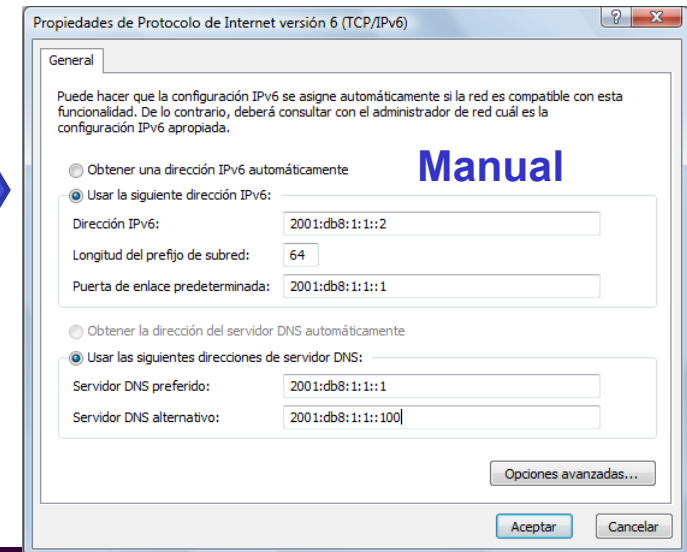 Propiedades de Protocolo de Internet versión 6 (TCP/IPv6)
General
Puede hacer que la configuración IPv6 se asigne automáticamente si la red es compatible con esta
funcionalidad. De lo contrario, deberá consultar con el administrador de red cuál es la
configuración IPv6 apropiada.
Manual
Obtener una dirección IPv6 automáticamente
Usar la siguiente dirección IPv6:
Dirección IPv6: 2001:db8:1:1::2
Longitud del prefijo de subred: 64
Puerta de enlace predeterminada: 2001:db8:1:1::1
Obtener la dirección del servidor DNS automáticamente
Usar las siguientes direcciones de servidor DNS:
Servidor DNS preferido: 2001:db8:1:1::1
Servidor DNS alternativo: 2001:db8:1:1::100
Opciones avanzadas...
Aceptar Cancelar